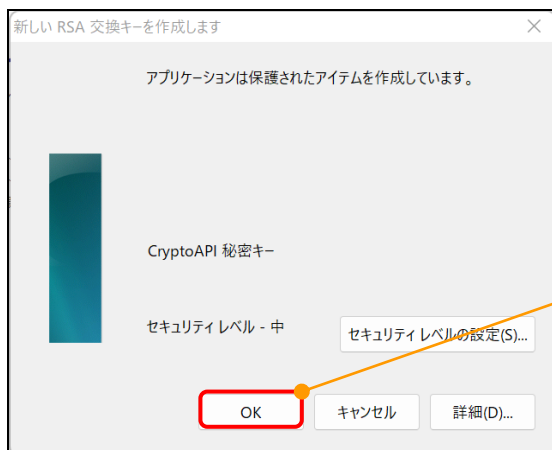 新しい RSA 交換キーを作成します
アプリケーションは保護されたアイテムを作成しています。
CryptoAPI 秘密キー
セキュリティ レベル - 中
セキュリティ レベルの設定(S)...
OK
キャンセル
詳細(D)...